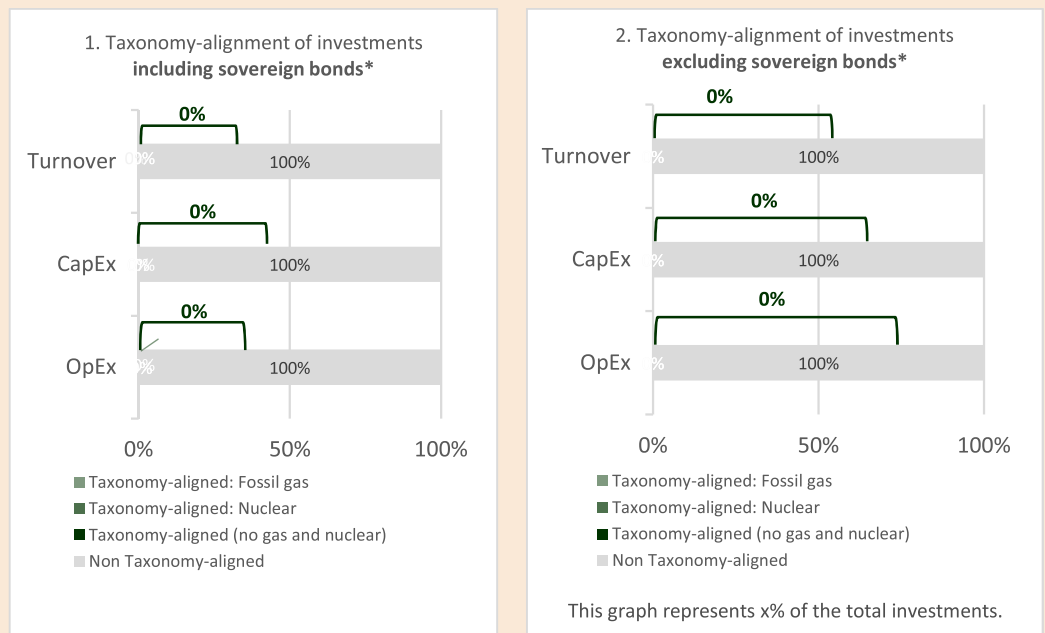 1. Taxonomy-alignment of investments
including sovereign bonds*
0%
Turnover
100%
0%
CapEx
100%
0%
OpEx
100%
0% 50% 100%
Taxonomy-aligned: Fossil gas
Taxonomy-aligned: Nuclear
Taxonomy-aligned (no gas and nuclear)
Non Taxonomy-aligned
2. Taxonomy-alignment of investments
excluding sovereign bonds*
0%
Turnover
% 100%
0%
CapEx
% 100%
0%
OpEx
% 100%
0% 50% 100%
Taxonomy-aligned: Fossil gas
Taxonomy-aligned: Nuclear
Taxonomy-aligned (no gas and nuclear)
Non Taxonomy-aligned
This graph represents x% of the total investments.